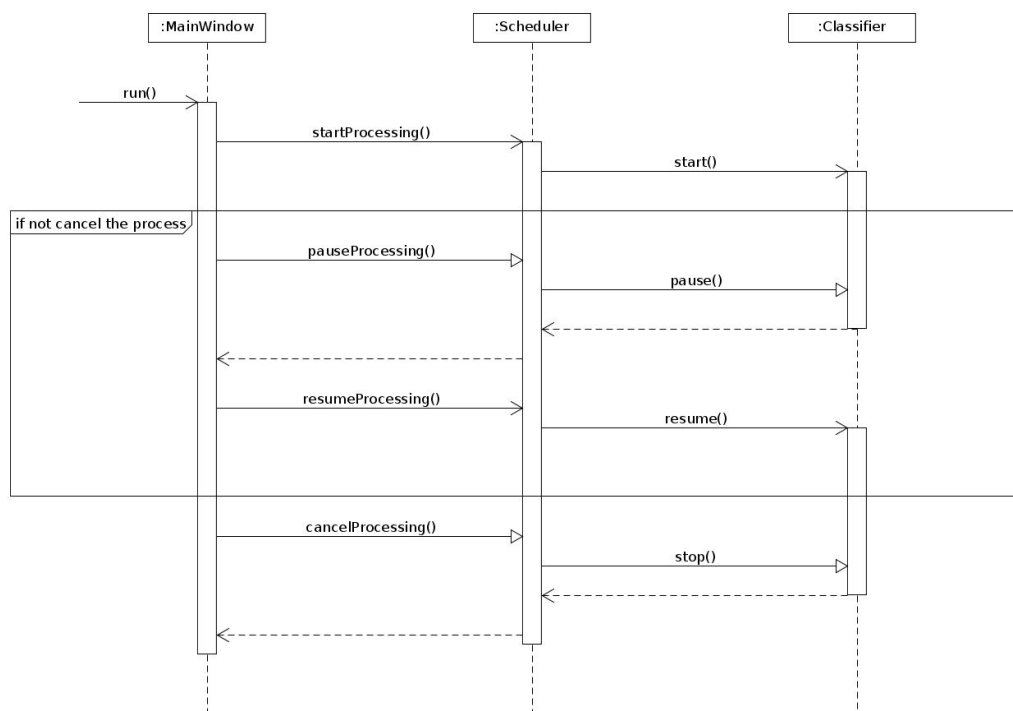 :MainWindow
:Scheduler
:Classifier
run()
startProcessing()
start()
if not cancel the process
pauseProcessing()
pause()
resumeProcessing()
resume()
cancelProcessing()
stop()